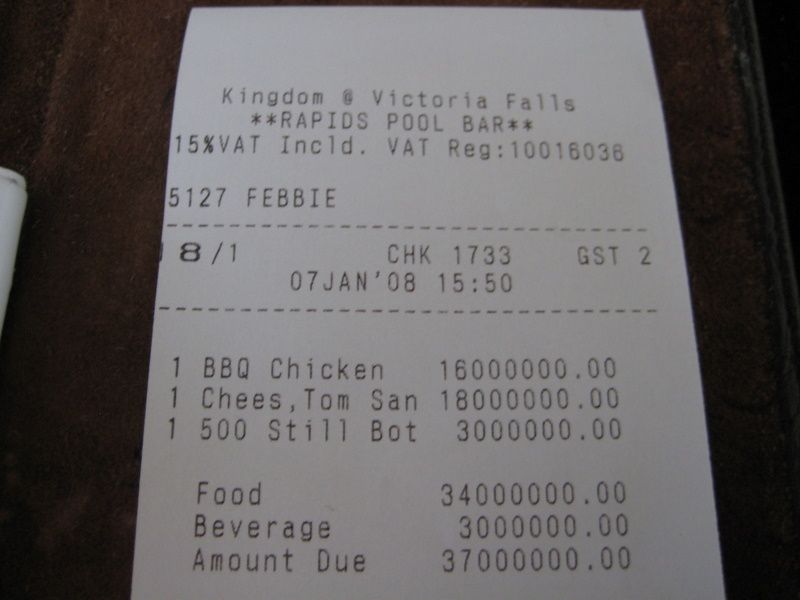 Kingdom @ Victoria Falls
**RAPIDS POOL BAR**
15%VAT Incld. VAT Reg:10016036
5127 FEBBIE
8/1 CHK 1733 GST 2
07JAN'08 15:50
1 BBQ Chicken 16000000.00
1 Chees,Tom San 18000000.00
1 500 Still Bot 3000000.00
Food 34000000.00
Beverage 3000000.00
Amount Due 37000000.00